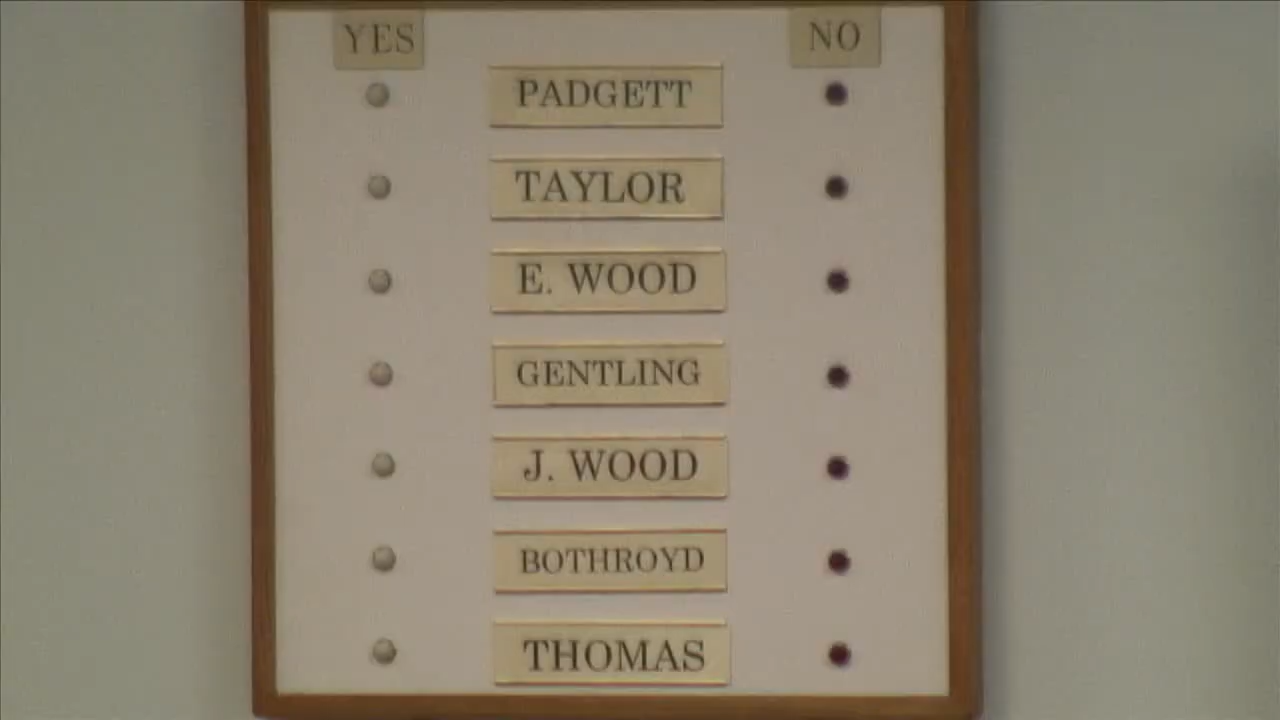 YES NO
PADGETT
TAYLOR
E. WOOD
GENTLING
J. WOOD
BOTHROYD
THOMAS